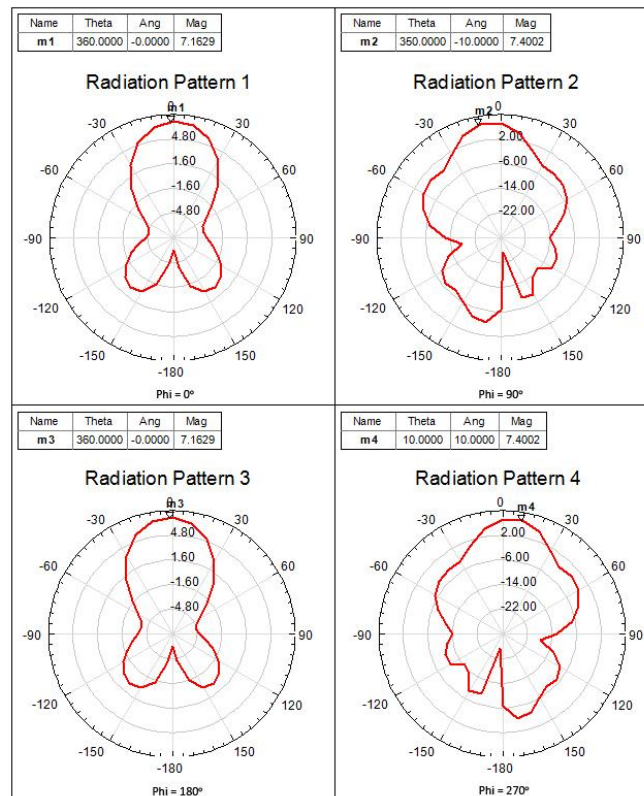 Name Theta Ang Mag
m1 360.0000 -0.0000 7.1629
Radiation Pattern 1
0
m1
-30 30
4.80
-60 1.60 60
-1.60
-4.80
-90 90
-120 120
-150 150
-180
Phi = 0º
Name Theta Ang Mag
m2 350.0000 -10.0000 7.4002
Radiation Pattern 2
0
m2
-30 30
2.00
-60 -6.00 60
-14.00
-22.00
-90 90
-120 120
-150 150
-180
Phi = 90º
Name Theta Ang Mag
m3 360.0000 -0.0000 7.1629
Radiation Pattern 3
0
m3
-30 30
4.80
-60 1.60 60
-1.60
-4.80
-90 90
-120 120
-150 150
-180
Phi = 180º
Name Theta Ang Mag
m4 10.0000 10.0000 7.4002
Radiation Pattern 4
0
m4
-30 30
2.00
-60 -6.00 60
-14.00
-22.00
-90 90
-120 120
-150 150
-180
Phi = 270º